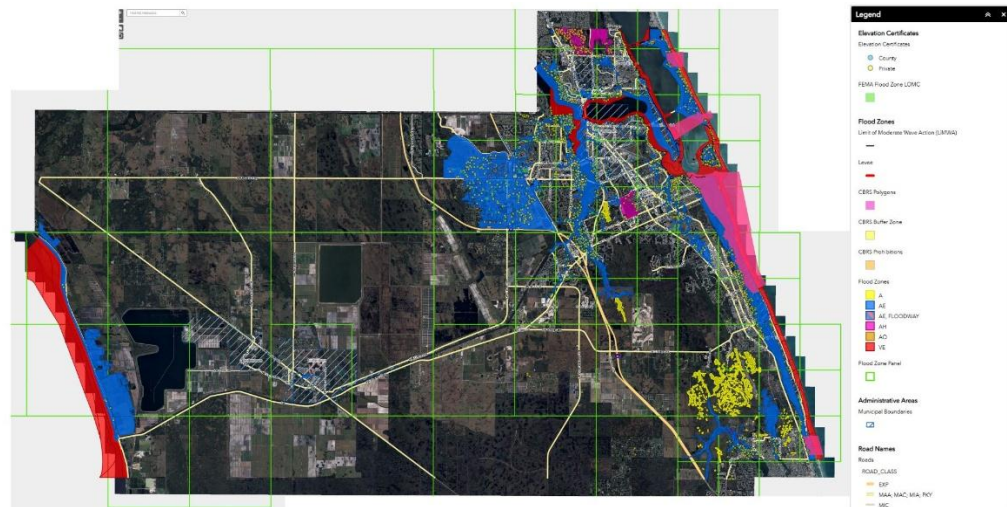 Legend
Elevation Certificates
Elevation Certificates
County
Private
FEMA Flood Zone LOMC
Flood Zones
Limit of Moderate Wave Action (LIMWA)
Levee
CBRS Polygons
CBRS Buffer Zone
CBRS Prohibitions
Flood Zones
A
AE
AE, FLOODWAY
AH
AO
VE
Flood Zone Panel
Administrative Areas
Municipal Boundaries
Road Names
Roads
ROAD_CLASS
EXP
MAA; MAC; MIA; PKY
MIC